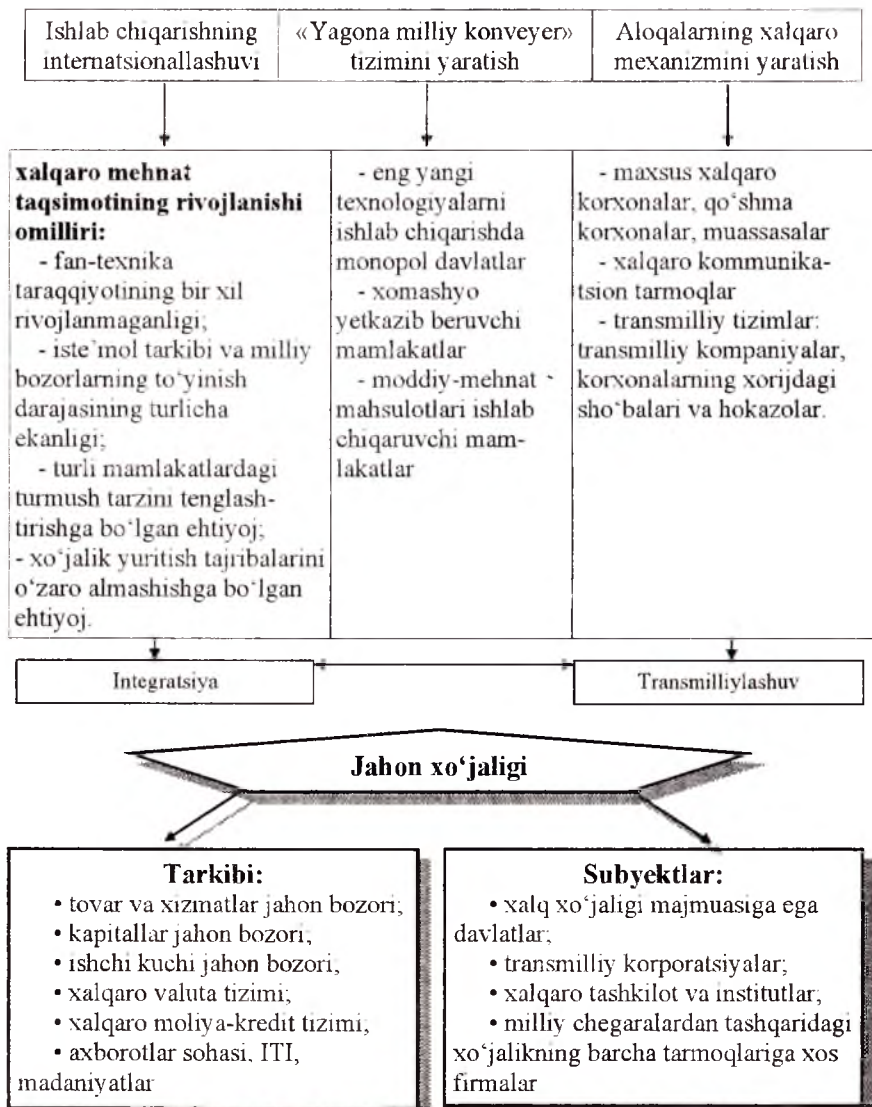 Ishlab chiqarishning
internatsionallashuvi
«Yagona milliy konveyer»
tizimini yaratish
Aloqalarning xalqaro
mexanizmini yaratish
xalqaro mehnat
taqsimotining rivojlanishi
omilliri:
- fan-texnika
taraqqiyotining bir xil
rivojlanmaganligi;
- iste’mol tarkibi va milliy
bozorlarning to‘yinish
darajasining turlicha
ekanligi;
- turli mamlakatlardagi
turmush tarzini tenglash-
tirishga bo‘lgan ehtiyoj;
- xo‘jalik yuritish tajribalarini
o‘zaro almashishga bo‘lgan
ehtiyoj.
- eng yangi
texnologiyalarni
ishlab chiqarishda
monopol davlatlar
- xomashyo
yetkazib beruvchi
mamlakatlar
- moddiy-mehnat
mahsulotlari ishlab
chiqaruvchi mam-
lakatlar
- maxsus xalqaro
korxonalar, qo‘shma
korxonalar, muassasalar
- xalqaro kommunika-
tsion tarmoqlar
- transmilliy tizimlar:
transmilliy kompaniyalar,
korxonalarning xorijdagi
sho‘balari va hokazolar.
Integratsiya
Transmilliylashuv
Jahon xo‘jaligi
Tarkibi:
• tovar va xizmatlar jahon bozori;
• kapitallar jahon bozori;
• ishchi kuchi jahon bozori;
• xalqaro valuta tizimi;
• xalqaro moliya-kredit tizimi;
• axborotlar sohasi, ITI,
madaniyatlar
Subyektlar:
• xalq xo‘jaligi majmuasiga ega
davlatlar;
• transmilliy korporatsiyalar;
• xalqaro tashkilot va institutlar;
• milliy chegaralardan tashqaridagi
xo‘jalikning barcha tarmoqlariga xos
firmalar